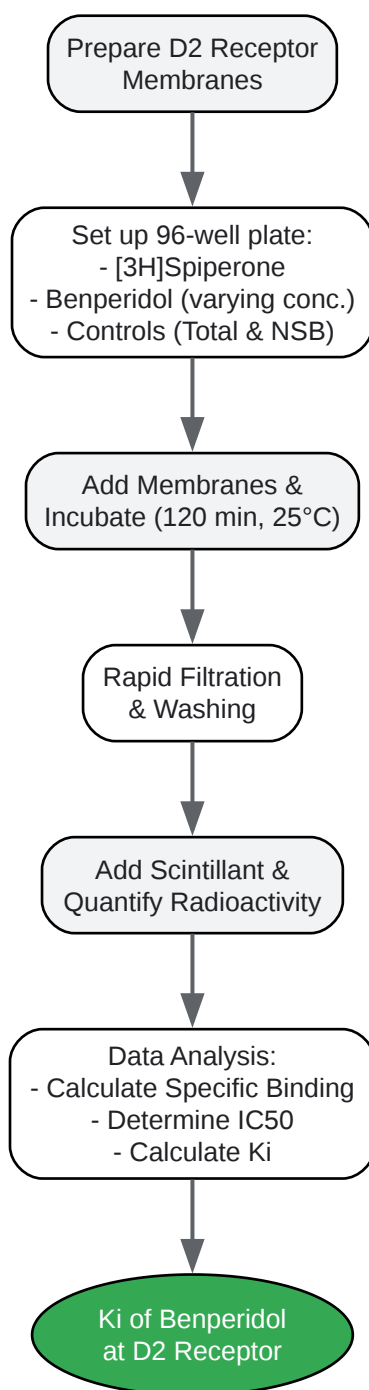 Prepare D2 Receptor
Membranes
Set up 96-well plate:
- [3H]Spiperone
- Benperidol (varying conc.)
- Controls (Total & NSB)
Add Membranes &
Incubate (120 min, 25°C)
Rapid Filtration
& Washing
Add Scintillant &
Quantify Radioactivity
Data Analysis:
- Calculate Specific Binding
- Determine IC50
- Calculate Ki
Ki of Benperidol
at D2 Receptor